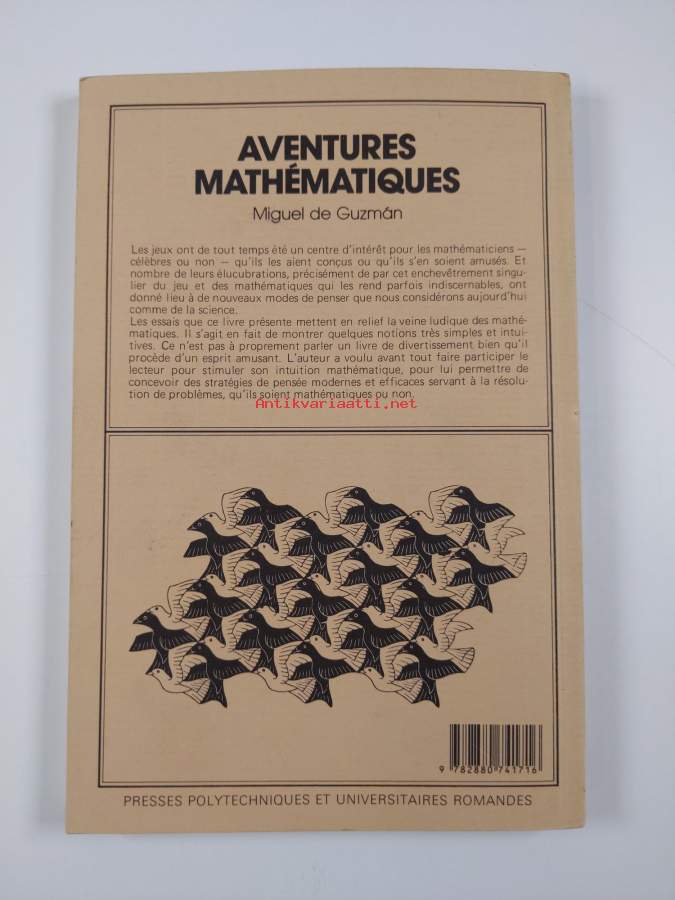 AVENTURES
MATHÉMATIQUES
Miguel de Guzmán
Les jeux ont de tout temps été un centre d'intérêt pour les mathématiciens —
célèbres ou non — qu'ils les aient conçus ou qu'ils s'en soient amusés. Et
nombre de leurs élucubrations, précisément de par cet enchevêtrement singu-
lier du jeu et des mathématiques qui les rend parfois indiscernables, ont
donné lieu à de nouveaux modes de penser que nous considérons aujourd'hui
comme de la science.
Les essais que ce livre présente mettent en relief la veine ludique des mathé-
matiques. Il s'agit en fait de montrer quelques notions très simples et intui-
tives. Ce n'est pas à proprement parler un livre de divertissement bien qu'il
procède d'un esprit amusant. L'auteur a voulu avant tout faire participer le
lecteur pour stimuler son intuition mathématique, pour lui permettre de
concevoir des stratégies de pensée modernes et efficaces servant à la résolu-
tion de problèmes, qu'ils soient mathématiques ou non.
Antikvariaatti.net
9 782880 741716
PRESSES POLYTECHNIQUES ET UNIVERSITAIRES ROMANDES